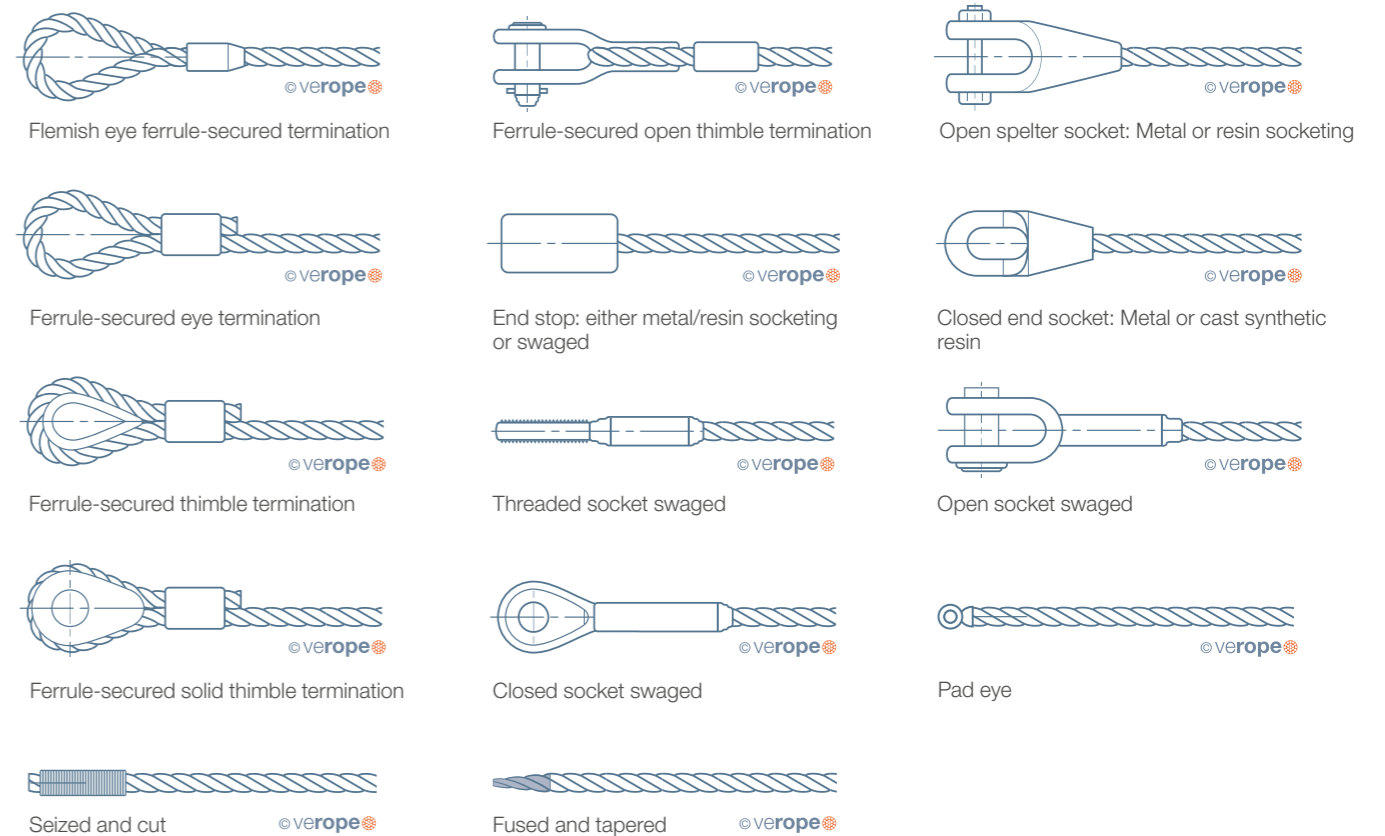 © verope
© verope
© verope
Flemish eye ferrule-secured termination
Ferrule-secured open thimble termination
Open spelter socket: Metal or resin socketing
© verope
© verope
© verope
Ferrule-secured eye termination
End stop: either metal/resin socketing
or swaged
Closed end socket: Metal or cast synthetic
resin
© verope
© verope
© verope
Ferrule-secured thimble termination
Threaded socket swaged
Open socket swaged
© verope
© verope
© verope
Ferrule-secured solid thimble termination
Closed socket swaged
Pad eye
Seized and cut
© verope
Fused and tapered
© verope